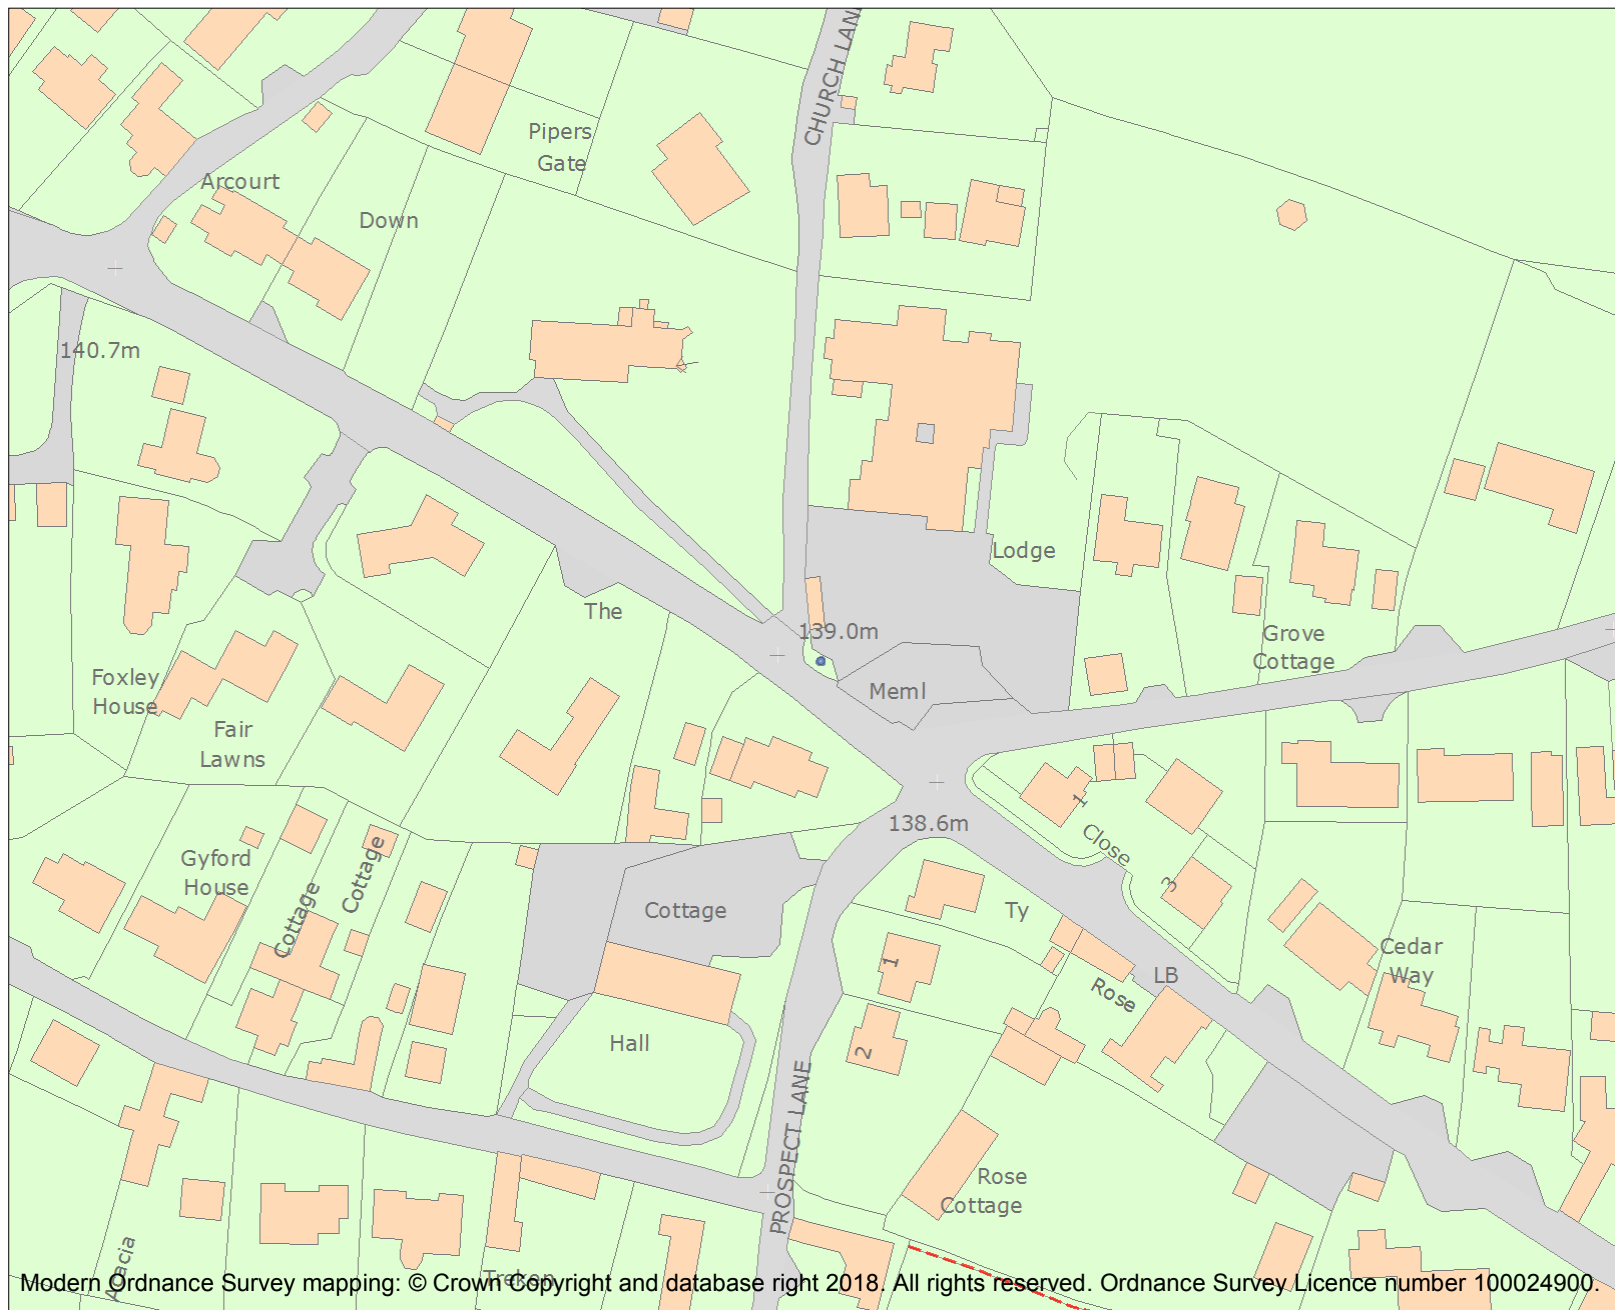 CHURCH LANE
Pipers
Gate
Arcourt
Down
140.7m
Lodge
The
139.0m
Grove
Cottage
Foxley
House
Meml
Fair
Lawns
1
138.6m
Close
Gyford
House
Cottage
3
Cottage
Cottage
Ty
Cedar
Way
1
LB
Rose
Hall
2
PROSPECT LANE
Rose
Cottage
Acacia
Treken
Modern Ordnance Survey mapping: © Crown Copyright and database right 2018. All rights reserved. Ordnance Survey Licence number 100024900.